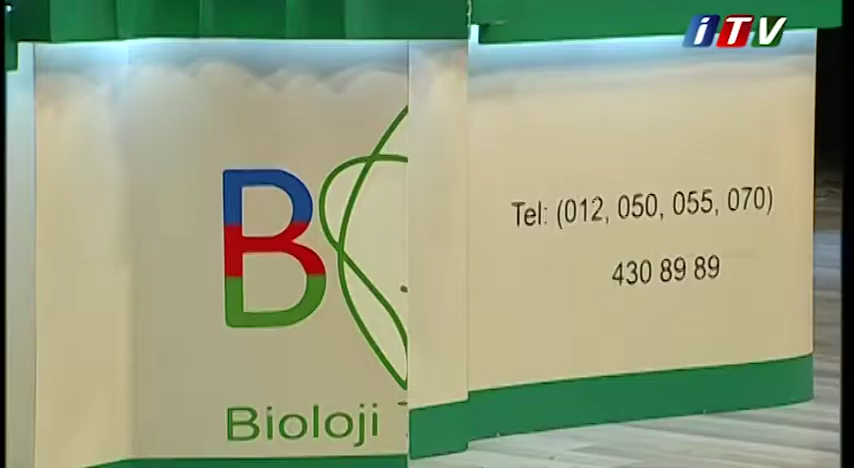 iTV
B
Bioloji
Tel: (012, 050, 055, 070)
430 89 89